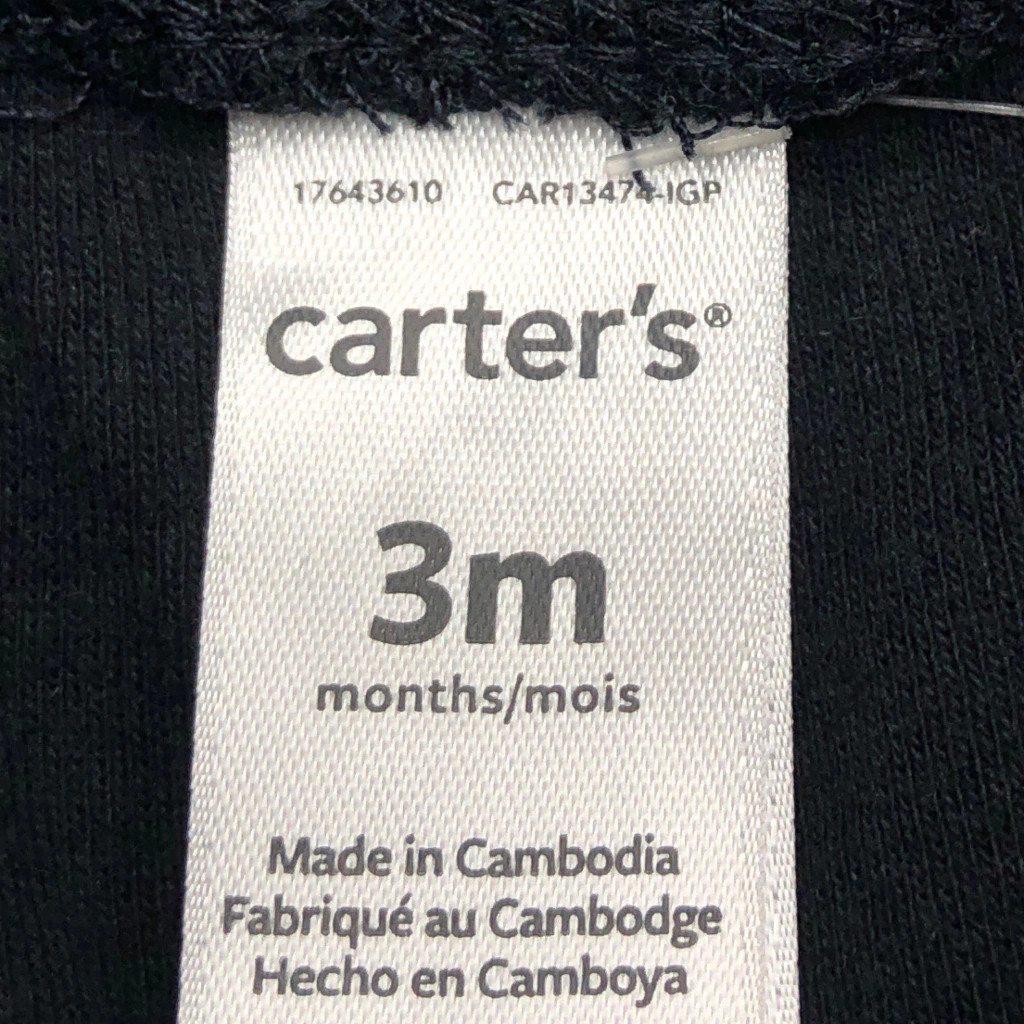 17643610 CAR13474-IGP
carter's®
3m
months/mois
Made in Cambodia
Fabriqué au Cambodge
Hecho en Camboya